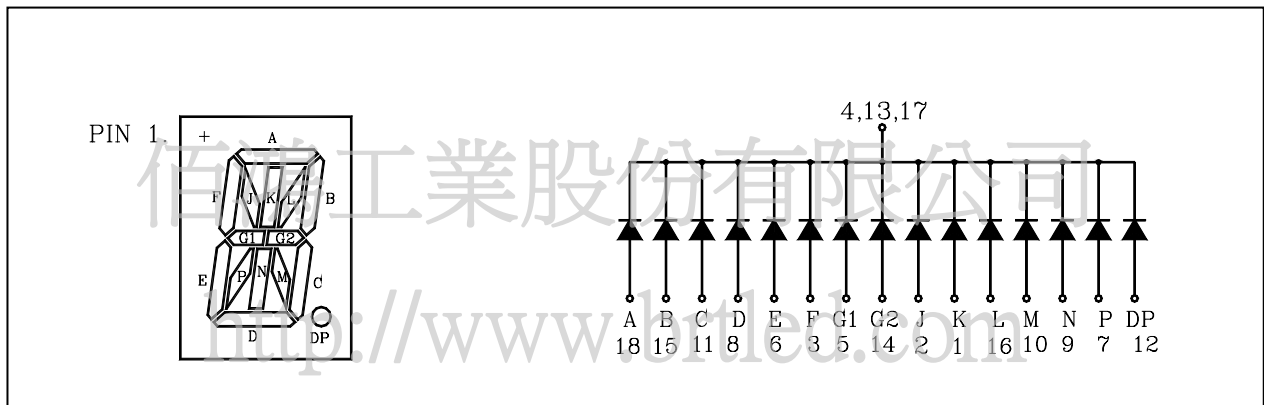 PIN 1.
+
A
F J K L B
G1 G2
E P N M C
D DP
4,13,17
A B C D E F G1 G2 J K L M N P DP
18 15 11 8 6 3 5 14 2 1 16 10 9 7 12
佰鴻工業股份有限公司
http://www.brtled.com